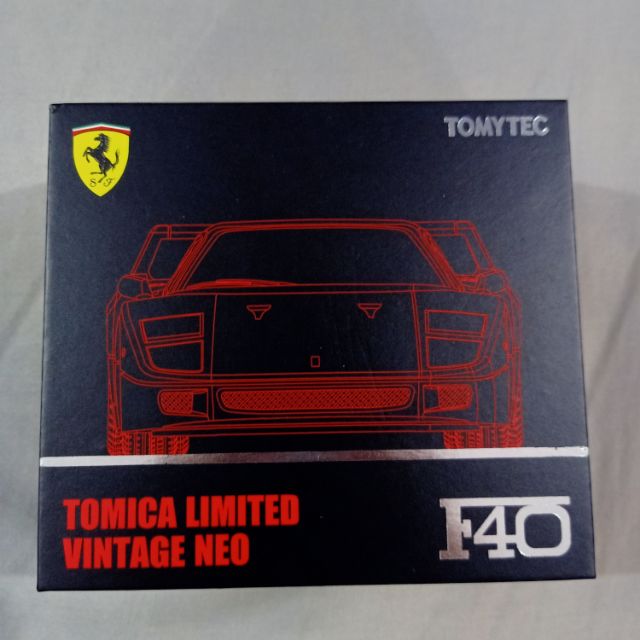 TOMYTEC
S F
TOMICA LIMITED
VINTAGE NEO
F40